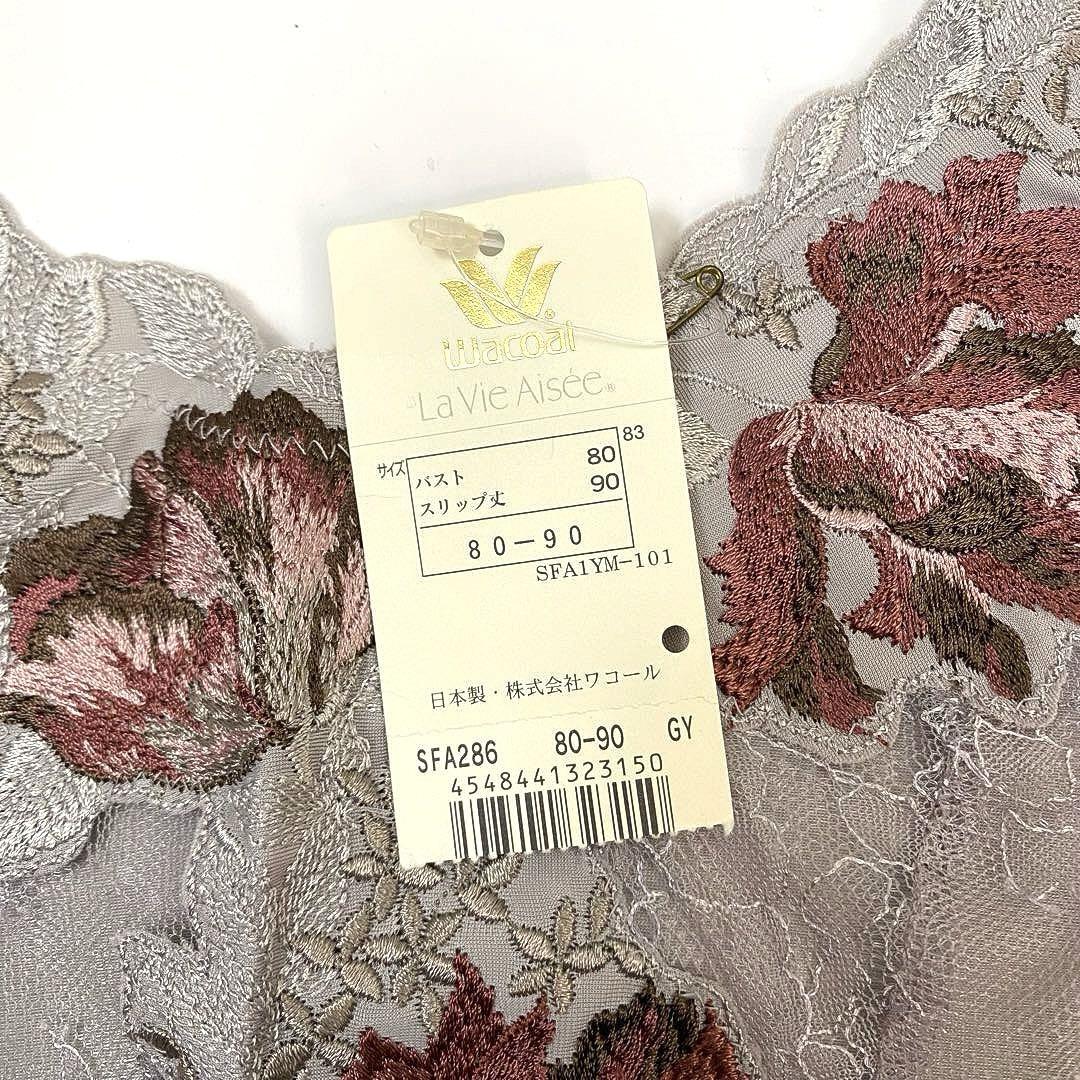 Wacoal®
La Vie Aisée®
サイズ
83
バスト 80
スリップ丈 90
80-90
SFA1YM-101
日本製・株式会社ワコール
SFA286 80-90 GY
4548441323150